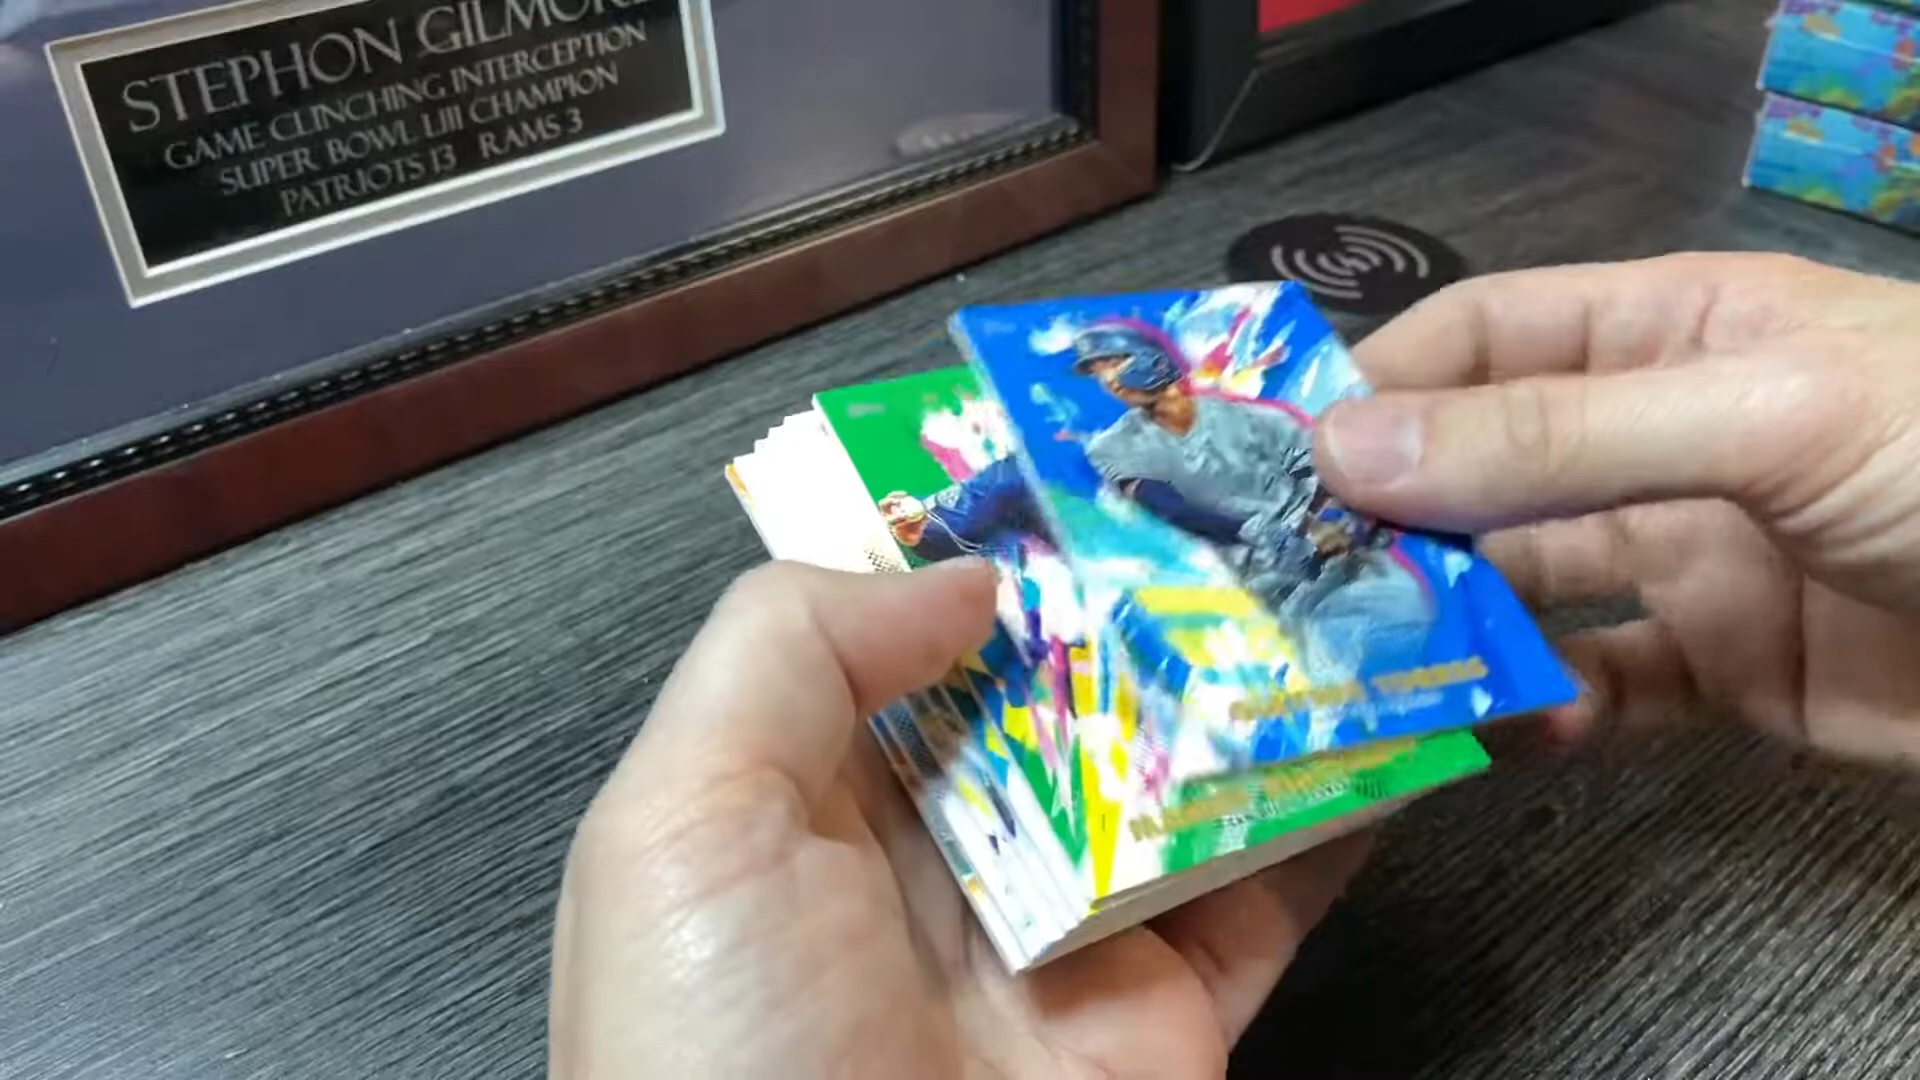 STEPHON GILMORE
GAME CLINCHING INTERCEPTION
SUPER BOWL LIII CHAMPION
PATRIOTS 13 RAMS 3